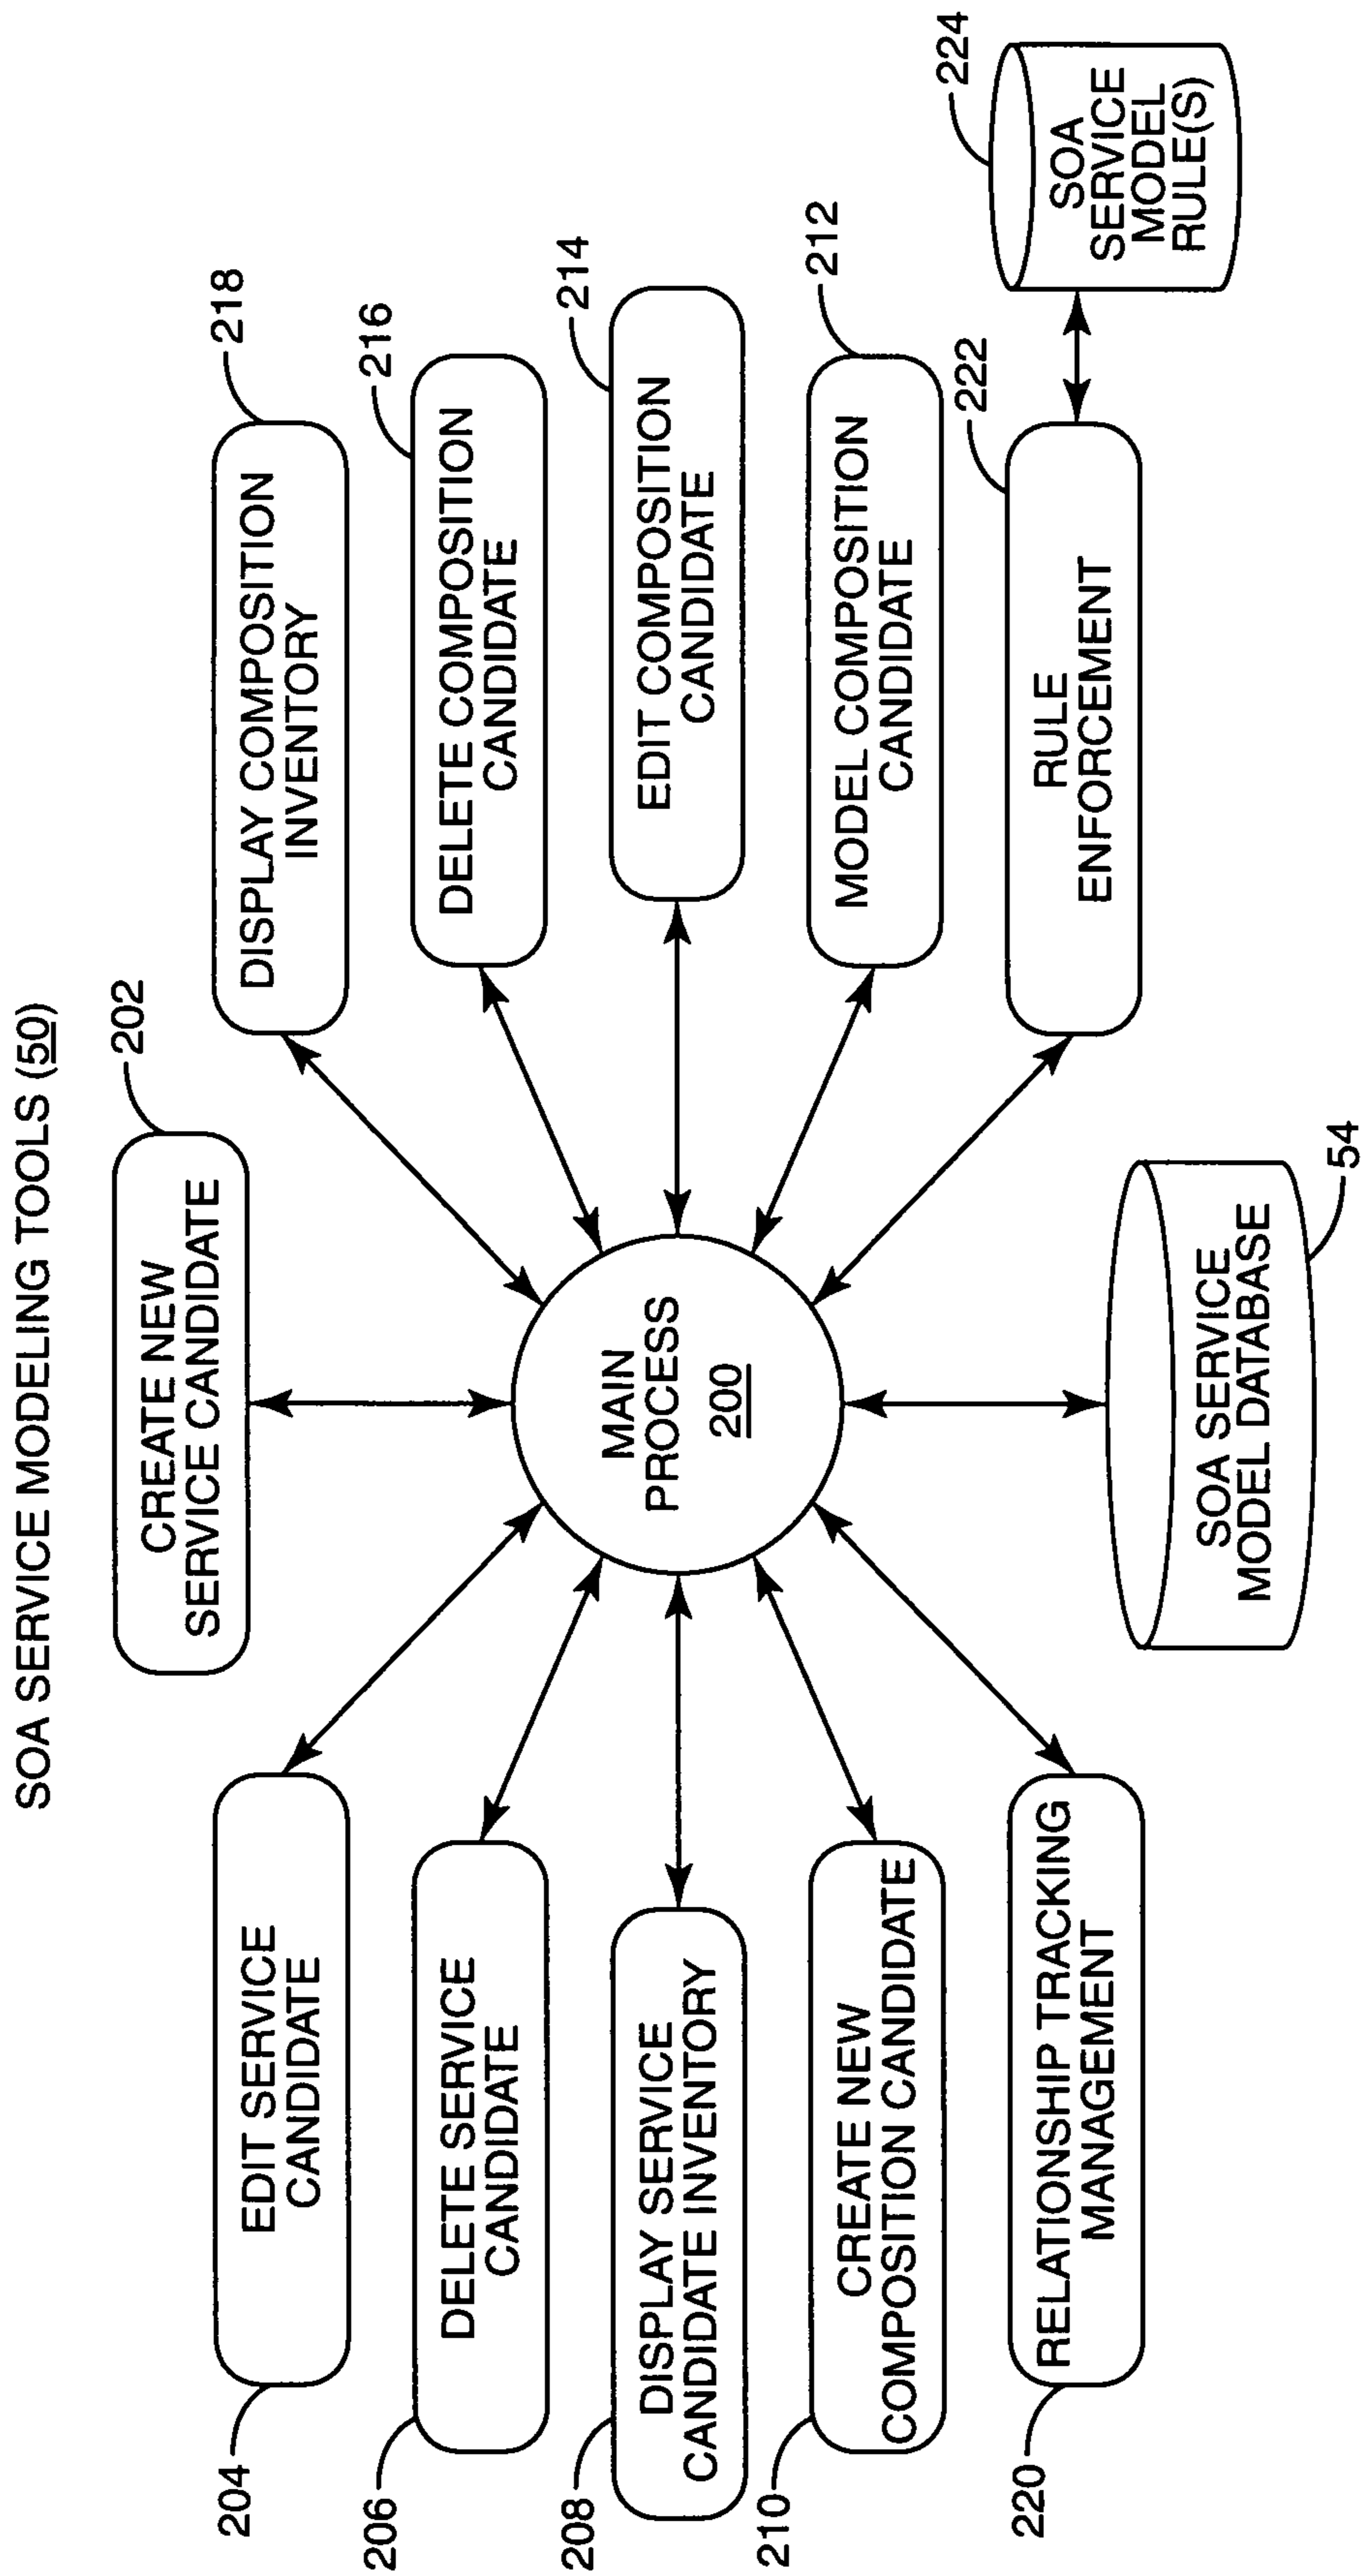 SOA SERVICE MODELING TOOLS (50)
202
CREATE NEW
SERVICE CANDIDATE
204
EDIT SERVICE
CANDIDATE
206
DELETE SERVICE
CANDIDATE
208
DISPLAY SERVICE
CANDIDATE INVENTORY
210
CREATE NEW
COMPOSITION CANDIDATE
220
RELATIONSHIP TRACKING
MANAGEMENT
MAIN
PROCESS
200
SOA SERVICE
MODEL DATABASE
54
218
DISPLAY COMPOSITION
INVENTORY
216
DELETE COMPOSITION
CANDIDATE
214
EDIT COMPOSITION
CANDIDATE
212
MODEL COMPOSITION
CANDIDATE
222
RULE
ENFORCEMENT
224
SOA
SERVICE
MODEL
RULE(S)